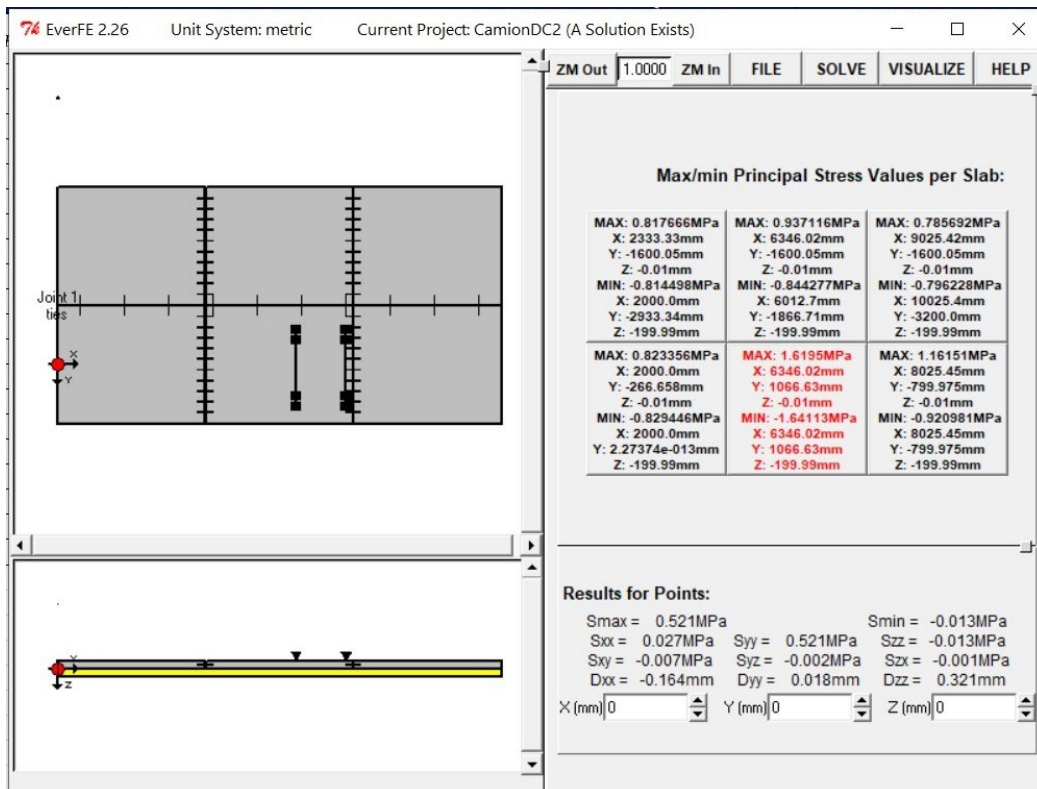 EverFE 2.26 Unit System: metric Current Project: CamionDC2 (A Solution Exists)
ZM Out 1.0000 ZM In FILE SOLVE VISUALIZE HELP
Joint 1
ties
X
Y
X
Z
Max/min Principal Stress Values per Slab:
MAX: 0.817666MPa MAX: 0.937116MPa MAX: 0.785692MPa
X: 2333.33mm X: 6346.02mm X: 9025.42mm
Y: -1600.05mm Y: -1600.05mm Y: -1600.05mm
Z: -0.01mm Z: -0.01mm Z: -0.01mm
MIN: -0.814498MPa MIN: -0.844277MPa MIN: -0.796228MPa
X: 2000.0mm X: 6012.7mm X: 10025.4mm
Y: -2933.34mm Y: -1866.71mm Y: -3200.0mm
Z: -199.99mm Z: -199.99mm Z: -199.99mm
MAX: 0.823356MPa MAX: 1.6195MPa MAX: 1.16151MPa
X: 2000.0mm X: 6346.02mm X: 8025.45mm
Y: -266.658mm Y: 1066.63mm Y: -799.975mm
Z: -0.01mm Z: -0.01mm Z: -0.01mm
MIN: -0.829446MPa MIN: -1.64113MPa MIN: -0.920981MPa
X: 2000.0mm X: 6346.02mm X: 8025.45mm
Y: 2.27374e-013mm Y: 1066.63mm Y: -799.975mm
Z: -199.99mm Z: -199.99mm Z: -199.99mm
Results for Points:
Smax = 0.521MPa Smin = -0.013MPa
Sxx = 0.027MPa Syy = 0.521MPa Szz = -0.013MPa
Sxy = -0.007MPa Syz = -0.002MPa Szx = -0.001MPa
Dxx = -0.164mm Dyy = 0.018mm Dzz = 0.321mm
X (mm) 0 Y (mm) 0 Z (mm) 0